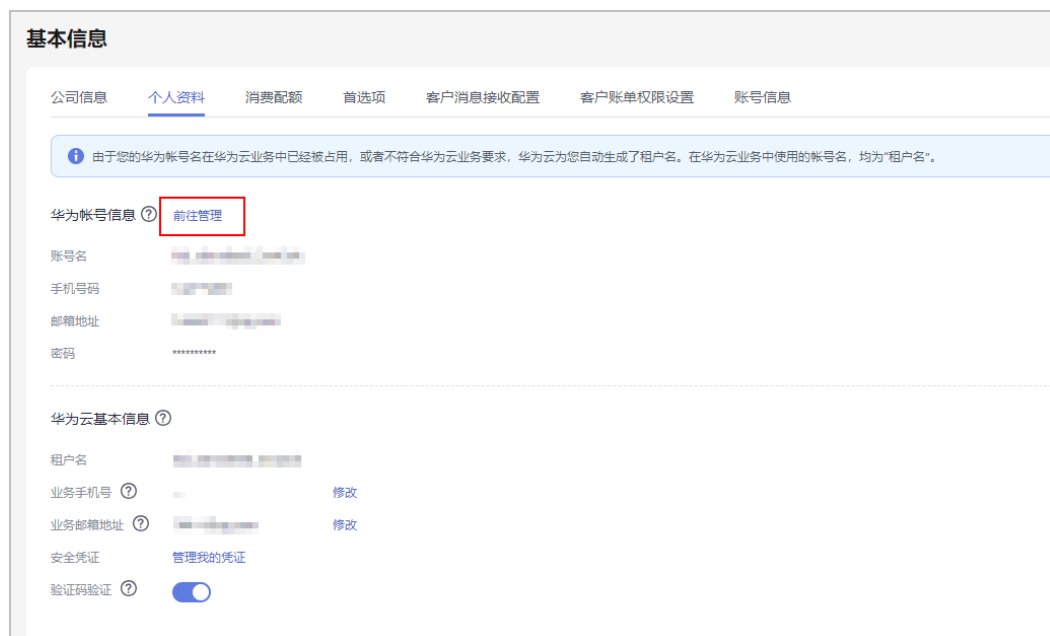 基本信息
公司信息 个人资料 消费配额 首选项 客户消息接收配置 客户账单权限设置 账号信息
由于您的华为帐号名在华为云业务中已经被占用，或者不符合华为云业务要求，华为云为您自动生成了租户名。在华为云业务中使用的帐号名，均为“租户名”。
华为帐号信息 前往管理
账号名
手机号码
邮箱地址
密码 **********
华为云基本信息
租户名
业务手机号 修改
业务邮箱地址 修改
安全凭证 管理我的凭证
验证码验证